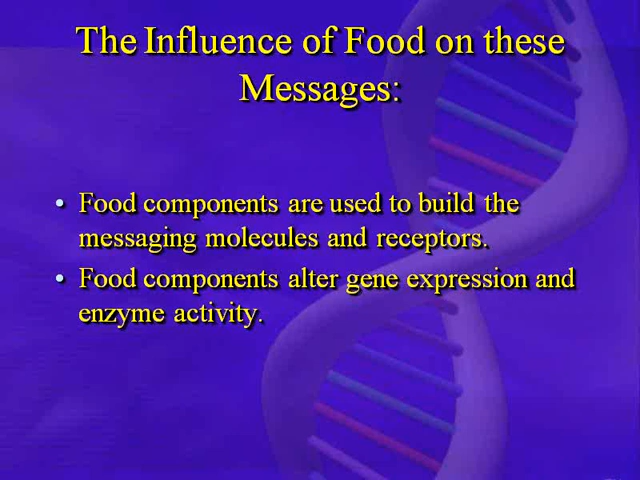 The Influence of Food on these
Messages:
• Food components are used to build the
messaging molecules and receptors.
• Food components alter gene expression and
enzyme activity.